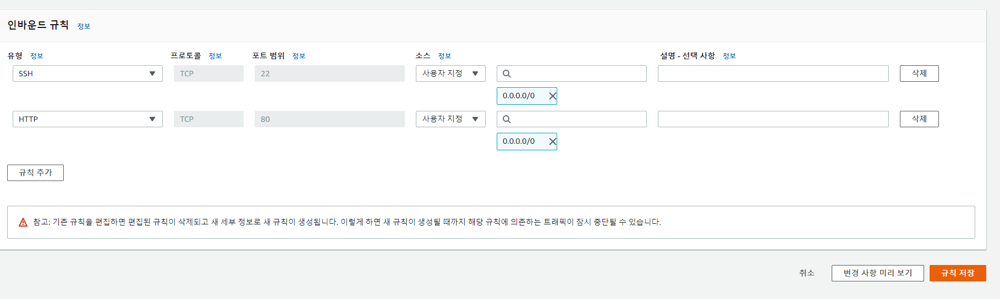 인바운드 규칙 정보
유형 정보 프로토콜 정보 포트 범위 정보 소스 정보 설명 - 선택 사항 정보
SSH TCP 22 사용자 지정 삭제
0.0.0.0/0
HTTP TCP 80 사용자 지정 삭제
0.0.0.0/0
규칙 추가
참고: 기존 규칙을 편집하면 편집된 규칙이 삭제되고 새 세부 정보로 새 규칙이 생성됩니다. 이렇게 하면 새 규칙이 생성될 때까지 해당 규칙에 의존하는 트래픽이 잠시 중단될 수 있습니다.
취소 변경 사항 미리 보기 규칙 저장